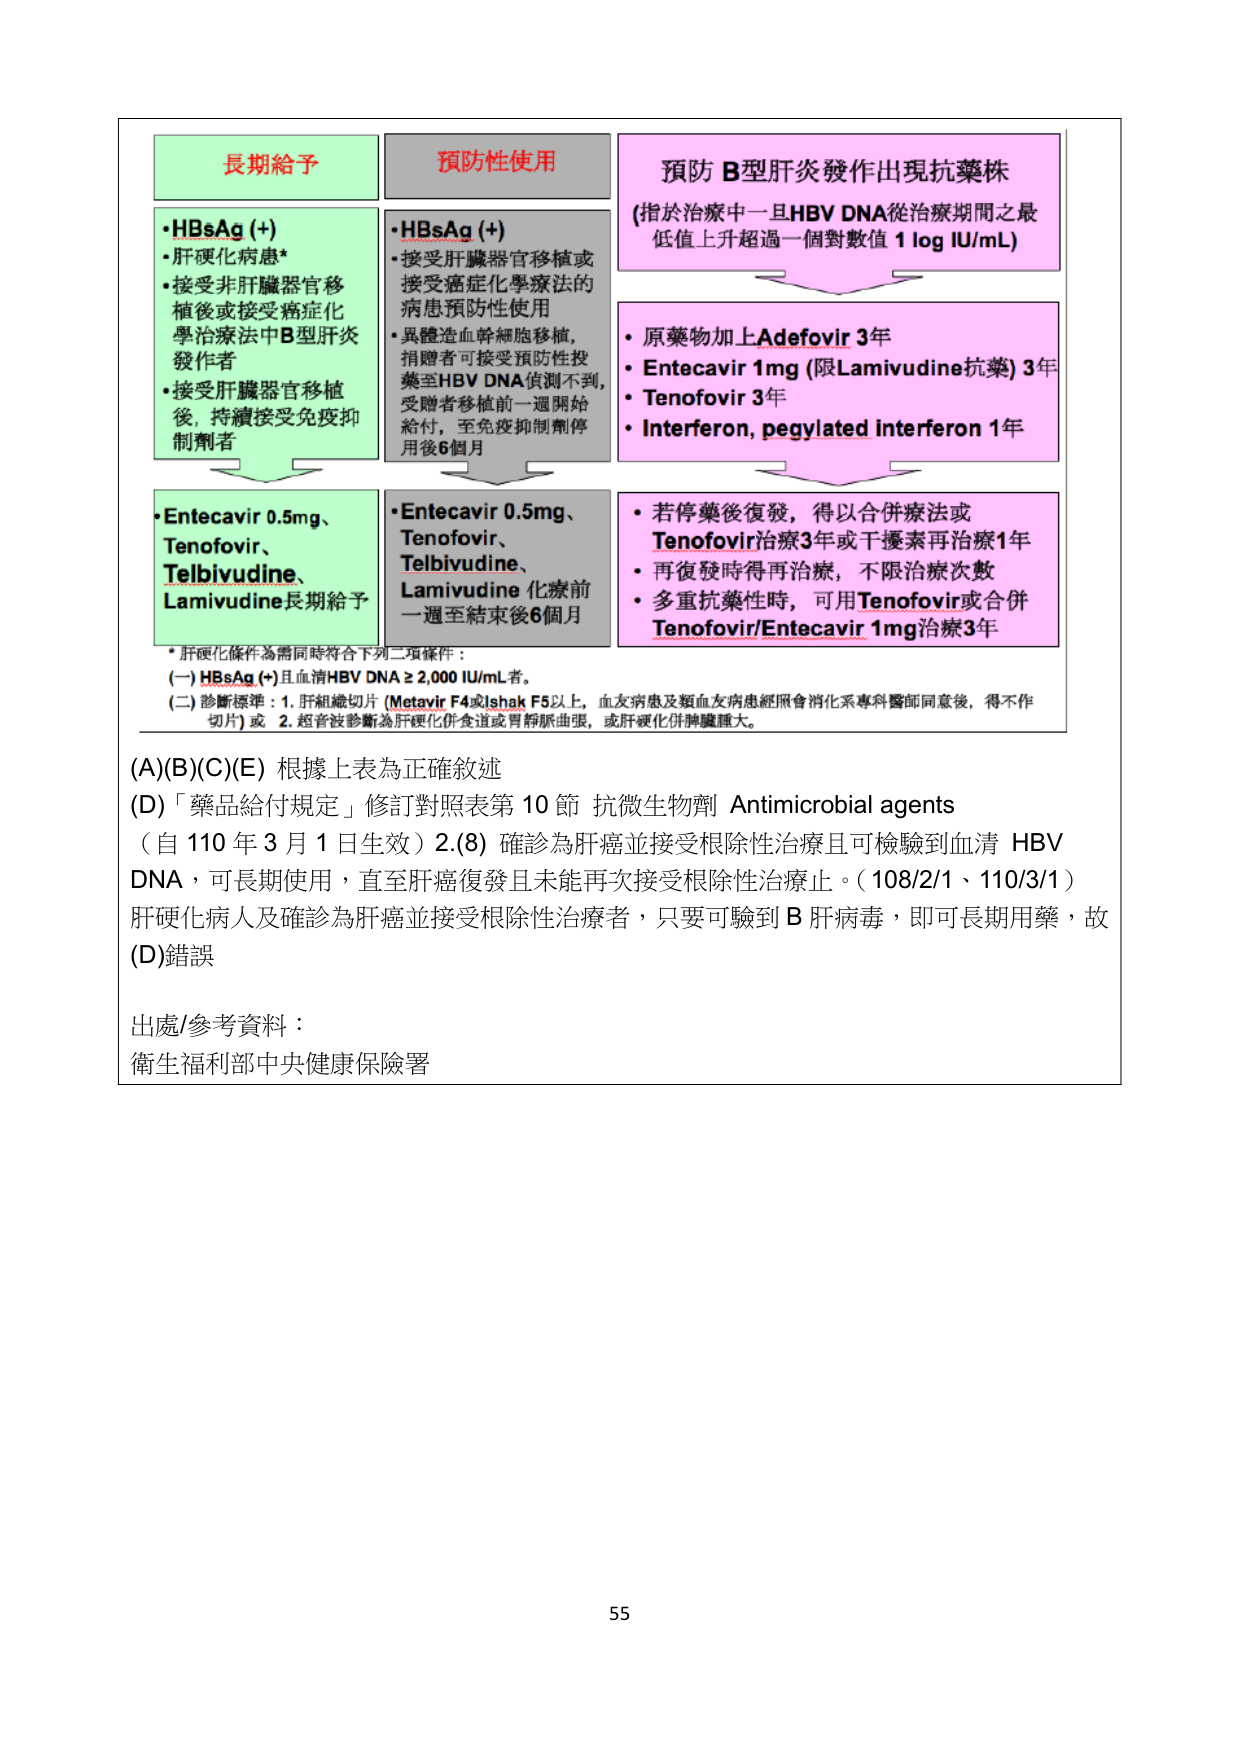 長期給予
•HBsAg (+)
•肝硬化病患*
•接受非肝臟器官移
植後或接受癌症化
學治療法中B型肝炎
發作者
•接受肝臟器官移植
後, 持續接受免疫抑
制劑者
•Entecavir 0.5mg、
Tenofovir、
Telbivudine、
Lamivudine長期給予
預防性使用
•HBsAg (+)
•接受肝臟器官移植或
接受癌症化學療法的
病患預防性使用
•異體造血幹細胞移植,
捐贈者可接受預防性投
藥至HBV DNA偵測不到,
受贈者移植前一週開始
給付, 至免疫抑制劑停
用後6個月
•Entecavir 0.5mg、
Tenofovir、
Telbivudine、
Lamivudine 化療前
一週至結束後6個月
預防 B型肝炎發作出現抗藥株
(指於治療中一旦HBV DNA從治療期間之最
低值上升超過一個對數值 1 log IU/mL)
• 原藥物加上Adefovir 3年
• Entecavir 1mg (限Lamivudine抗藥) 3年
• Tenofovir 3年
• Interferon, pegylated interferon 1年
• 若停藥後復發, 得以合併療法或
Tenofovir治療3年或干擾素再治療1年
• 再復發時得再治療, 不限治療次數
• 多重抗藥性時, 可用Tenofovir或合併
Tenofovir/Entecavir 1mg治療3年
* 肝硬化條件為需同時符合下列二項條件：
(一) HBsAg (+)且血清HBV DNA ≥ 2,000 IU/mL者。
(二) 診斷標準：1. 肝組織切片 (Metavir F4或Ishak F5以上, 血友病患及類血友病患經照會消化系專科醫師同意後, 得不作
切片) 或 2. 超音波診斷為肝硬化併食道或胃靜脈曲張, 或肝硬化併脾臟腫大。
(A)(B)(C)(E) 根據上表為正確敘述
(D)「藥品給付規定」修訂對照表第 10 節 抗微生物劑 Antimicrobial agents
（自 110 年 3 月 1 日生效）2.(8) 確診為肝癌並接受根除性治療且可檢驗到血清 HBV
DNA，可長期使用，直至肝癌復發且未能再次接受根除性治療止。（108/2/1、110/3/1）
肝硬化病人及確診為肝癌並接受根除性治療者，只要可驗到 B 肝病毒，即可長期用藥，故
(D)錯誤
出處/參考資料：
衛生福利部中央健康保險署
55